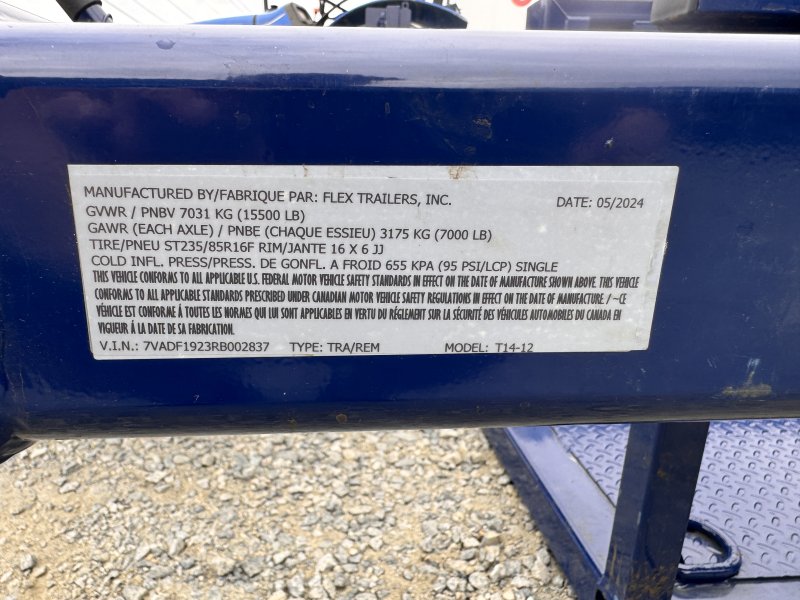 MANUFACTURED BY/FABRIQUE PAR: FLEX TRAILERS, INC. DATE: 05/2024
GVWR / PNBV 7031 KG (15500 LB)
GAWR (EACH AXLE) / PNBE (CHAQUE ESSIEU) 3175 KG (7000 LB)
TIRE/PNEU ST235/85R16F RIM/JANTE 16 X 6 JJ
COLD INFL. PRESS/PRESS. DE GONFL. A FROID 655 KPA (95 PSI/LCP) SINGLE
THIS VEHICLE CONFORMS TO ALL APPLICABLE U.S. FEDERAL MOTOR VEHICLE SAFETY STANDARDS IN EFFECT ON THE DATE OF MANUFACTURE SHOWN ABOVE. THIS VEHICLE
CONFORMS TO ALL APPLICABLE STANDARDS PRESCRIBED UNDER CANADIAN MOTOR VEHICLE SAFETY REGULATIONS IN EFFECT ON THE DATE OF MANUFACTURE. / ~CE
VÉHICLE EST CONFORME Á TOUTES LES NORMES QUI LUI SONT APPLICABLES EN VERTU DU RÉGLEMENT SUR LA SÉCURITÉ DES VÉHICULES AUTOMOBILES DU CANADA EN
VIGUEUR Á LA DATE DE SA FABRICATION.
V.I.N.: 7VADF1923RB002837 TYPE: TRA/REM MODEL: T14-12